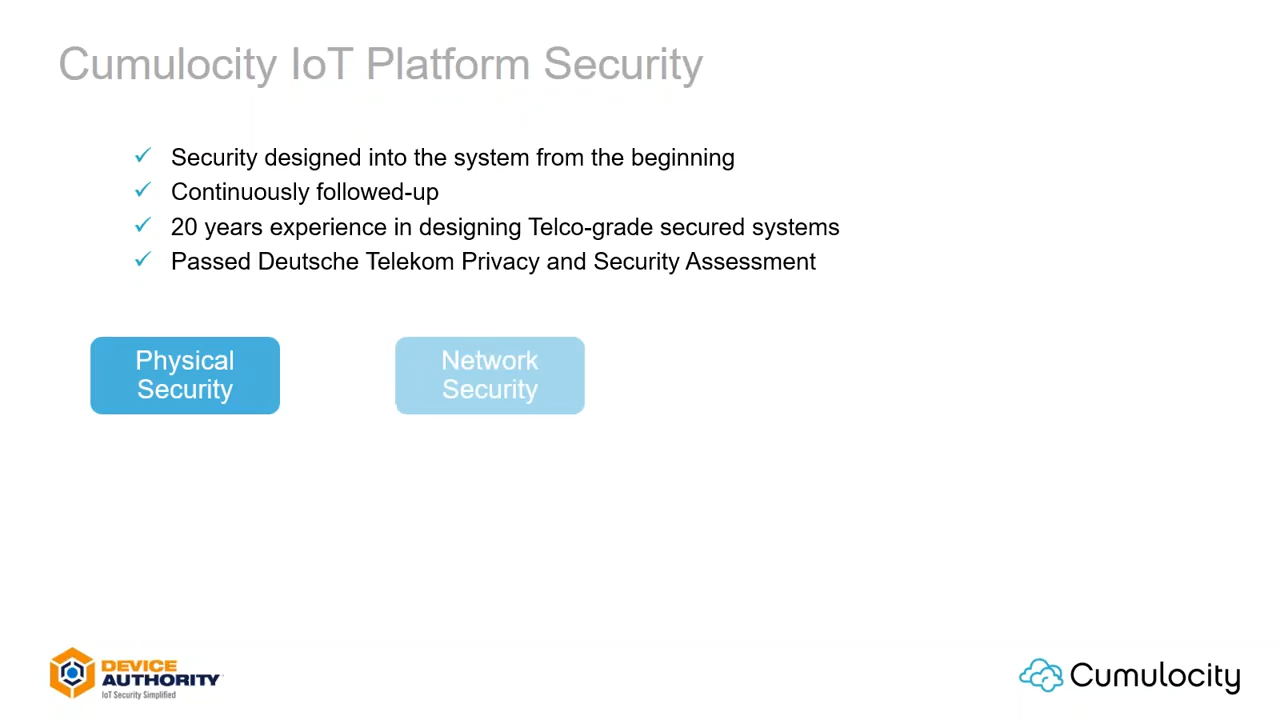 Cumulocity IoT Platform Security
✓ Security designed into the system from the beginning
✓ Continuously followed-up
✓ 20 years experience in designing Telco-grade secured systems
✓ Passed Deutsche Telekom Privacy and Security Assessment
Physical
Security
Network
Security
DEVICE
AUTHORITY
IoT Security Simplified
Cumulocity